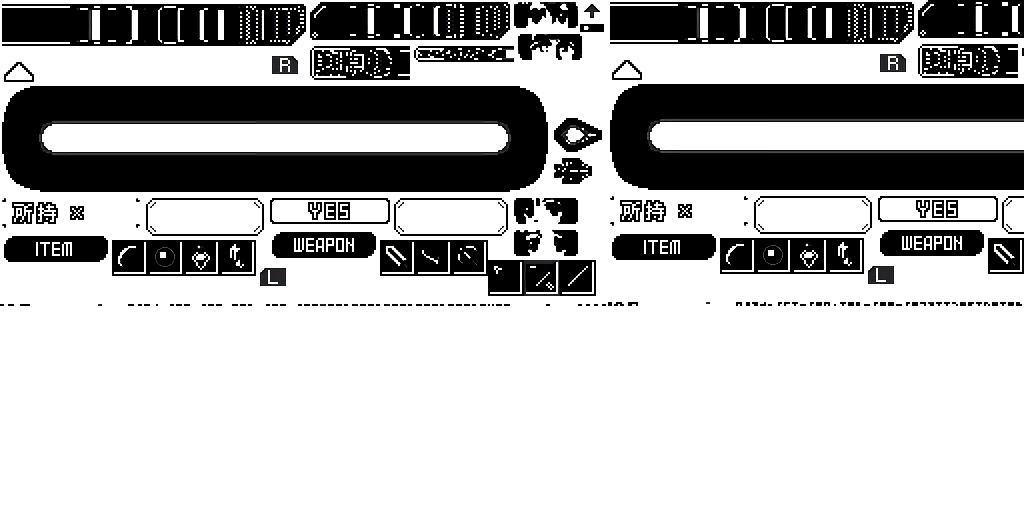 R
R
所持 ×
YES
所持 ×
YES
ITEM
WEAPON
ITEM
WEAPON
L
L